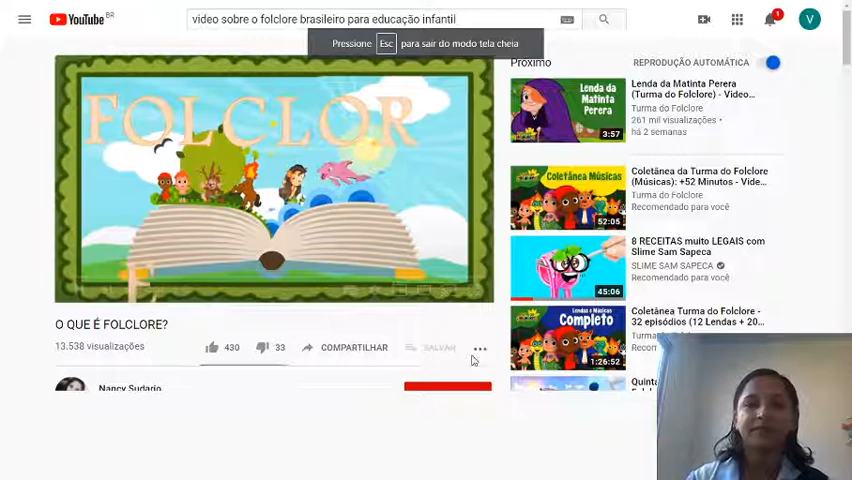 YouTube BR
video sobre o folclore brasileiro para educação infantil
1
V
Pressione Esc para sair do modo tela cheia
FOLCLOR
O QUE É FOLCLORE?
13.538 visualizações
430
33
COMPARTILHAR
SALVAR
Nancy Sudario
Próximo
REPRODUÇÃO AUTOMÁTICA
Lenda da Matinta Perera
3:57
Lenda da Matinta Perera
(Turma do Folclore) - Video...
Turma do Folclore
261 mil visualizações •
há 2 semanas
Coletânea Músicas
52:05
Coletânea da Turma do Folclore
(Músicas): +52 Minutos - Vide...
Turma do Folclore
Recomendado para você
45:06
8 RECEITAS muito LEGAIS com
Slime Sam Sapeca
SLIME SAM SAPECA
Recomendado para você
Lendas e Músicas
Completo
1:26:52
Coletânea Turma do Folclore -
32 episódios (12 Lendas + 20...
Turma do Folclore